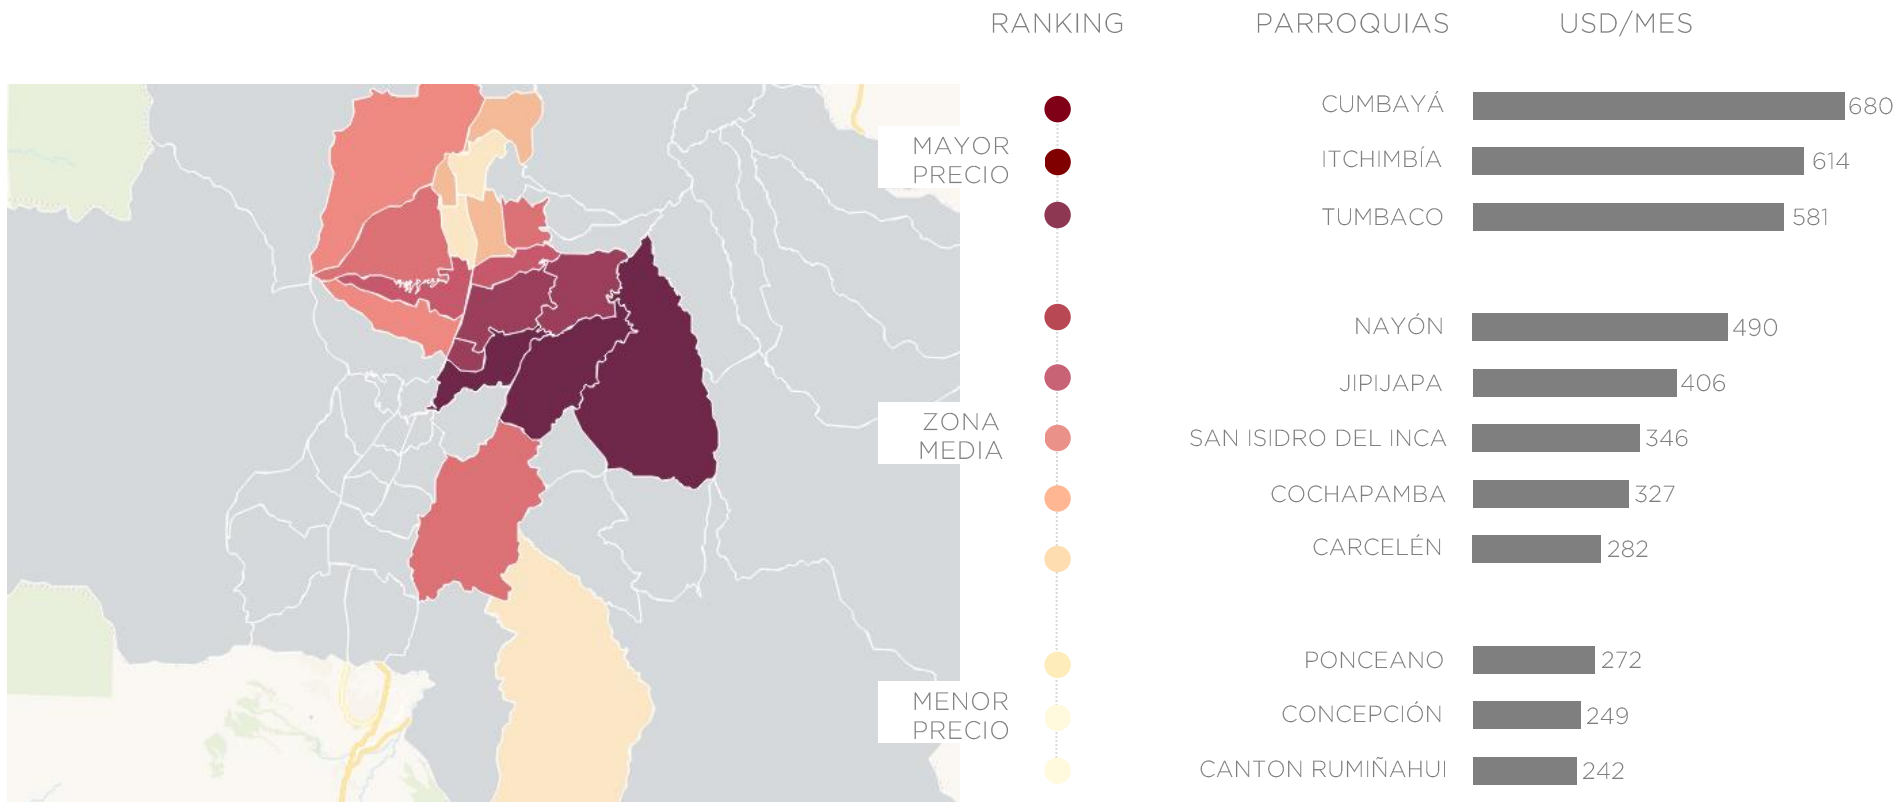 RANKING PARROQUIAS USD/MES
MAYOR
PRECIO
CUMBAYÁ 680
ITCHIMBÍA 614
TUMBACO 581
ZONA
MEDIA
NAYÓN 490
JIPIJAPA 406
SAN ISIDRO DEL INCA 346
COCHAPAMBA 327
CARCELÉN 282
MENOR
PRECIO
PONCEANO 272
CONCEPCIÓN 249
CANTON RUMIÑAHUI 242